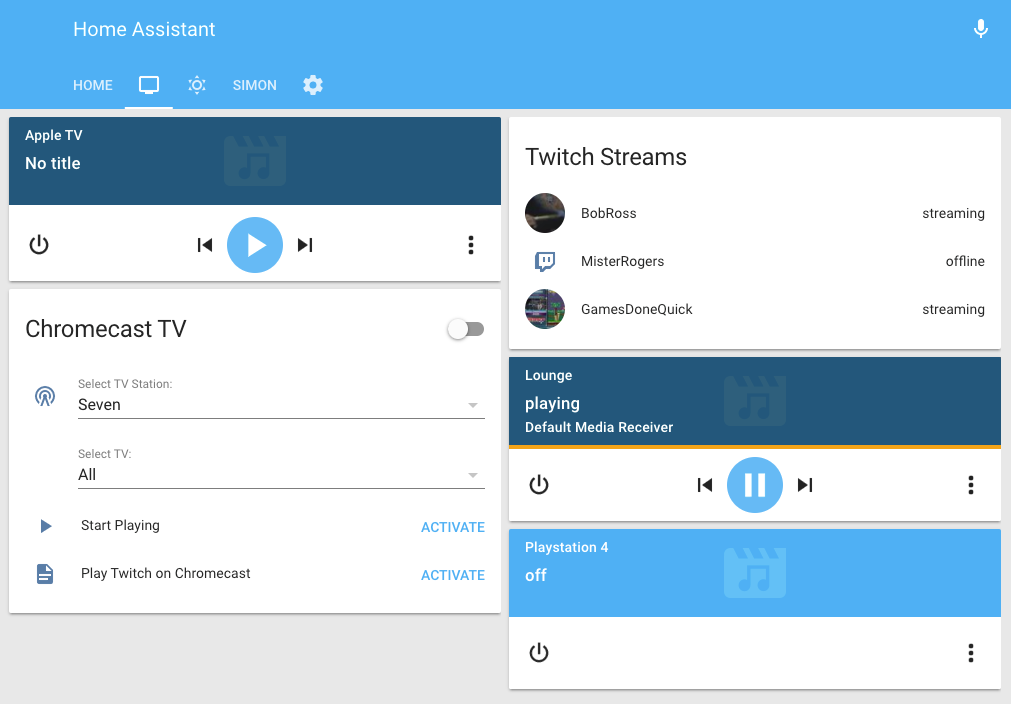 Home Assistant
HOME
SIMON
Apple TV
No title
Chromecast TV
Select TV Station:
Seven
Select TV:
All
Start Playing ACTIVATE
Play Twitch on Chromecast ACTIVATE
Twitch Streams
BobRoss streaming
MisterRogers offline
GamesDoneQuick streaming
Lounge
playing
Default Media Receiver
Playstation 4
off